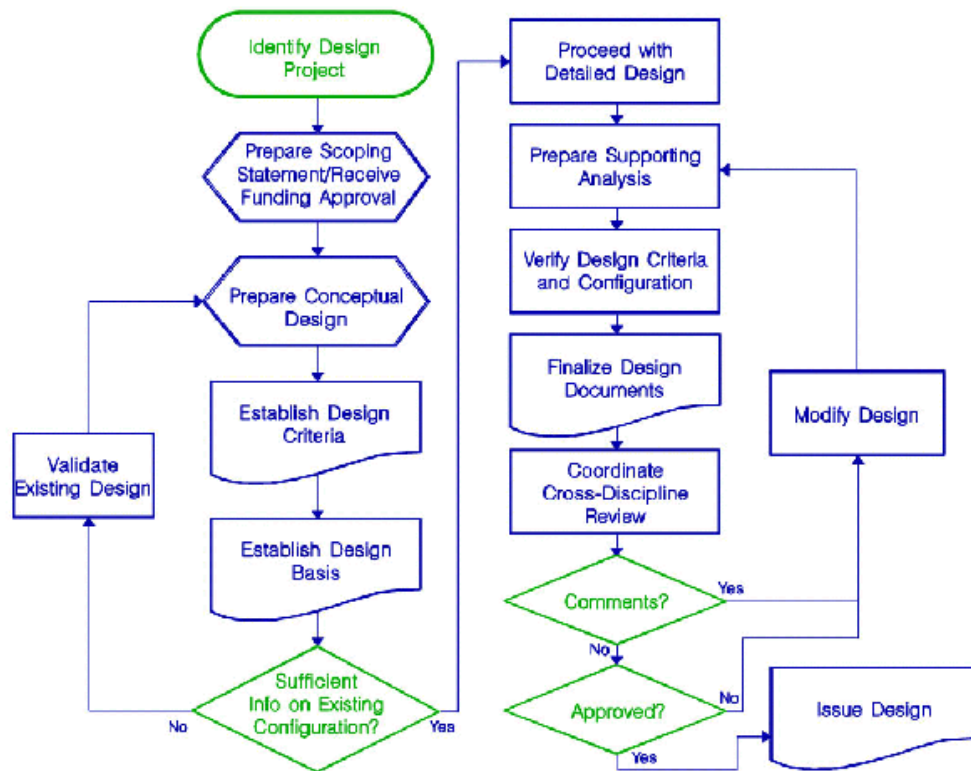 Identify Design
Project
Prepare Scoping
Statement/Receive
Funding Approval
Prepare Conceptual
Design
Establish Design
Criteria
Validate
Existing Design
Establish Design
Basis
Sufficient
Info on Existing
Configuration?
No
Yes
Proceed with
Detailed Design
Prepare Supporting
Analysis
Verify Design Criteria
and Configuration
Finalize Design
Documents
Modify Design
Coordinate
Cross-Discipline
Review
Comments?
Yes
No
Approved?
No
Yes
Issue Design